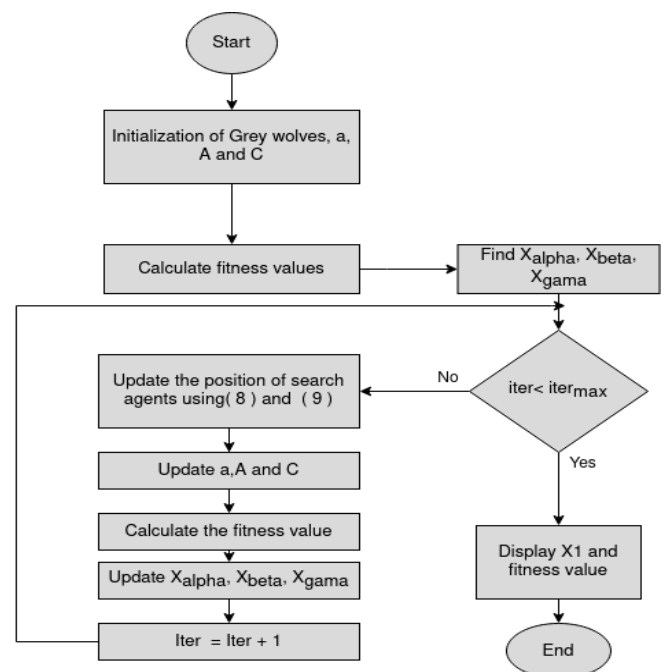 Start
Initialization of Grey wolves, a,
A and C
Calculate fitness values
Find Xalpha, Xbeta,
Xgama
iter< itermax
No
Yes
Update the position of search
agents using( 8 ) and ( 9 )
Update a,A and C
Calculate the fitness value
Update Xalpha, Xbeta, Xgama
Iter = Iter + 1
Display X1 and
fitness value
End